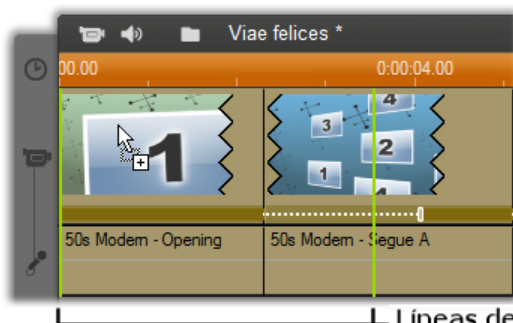 Viae felices *
00.00 0:00:04.00
1
3 4 2 1
50s Modern - Opening 50s Modern - Segue A
Líneas de